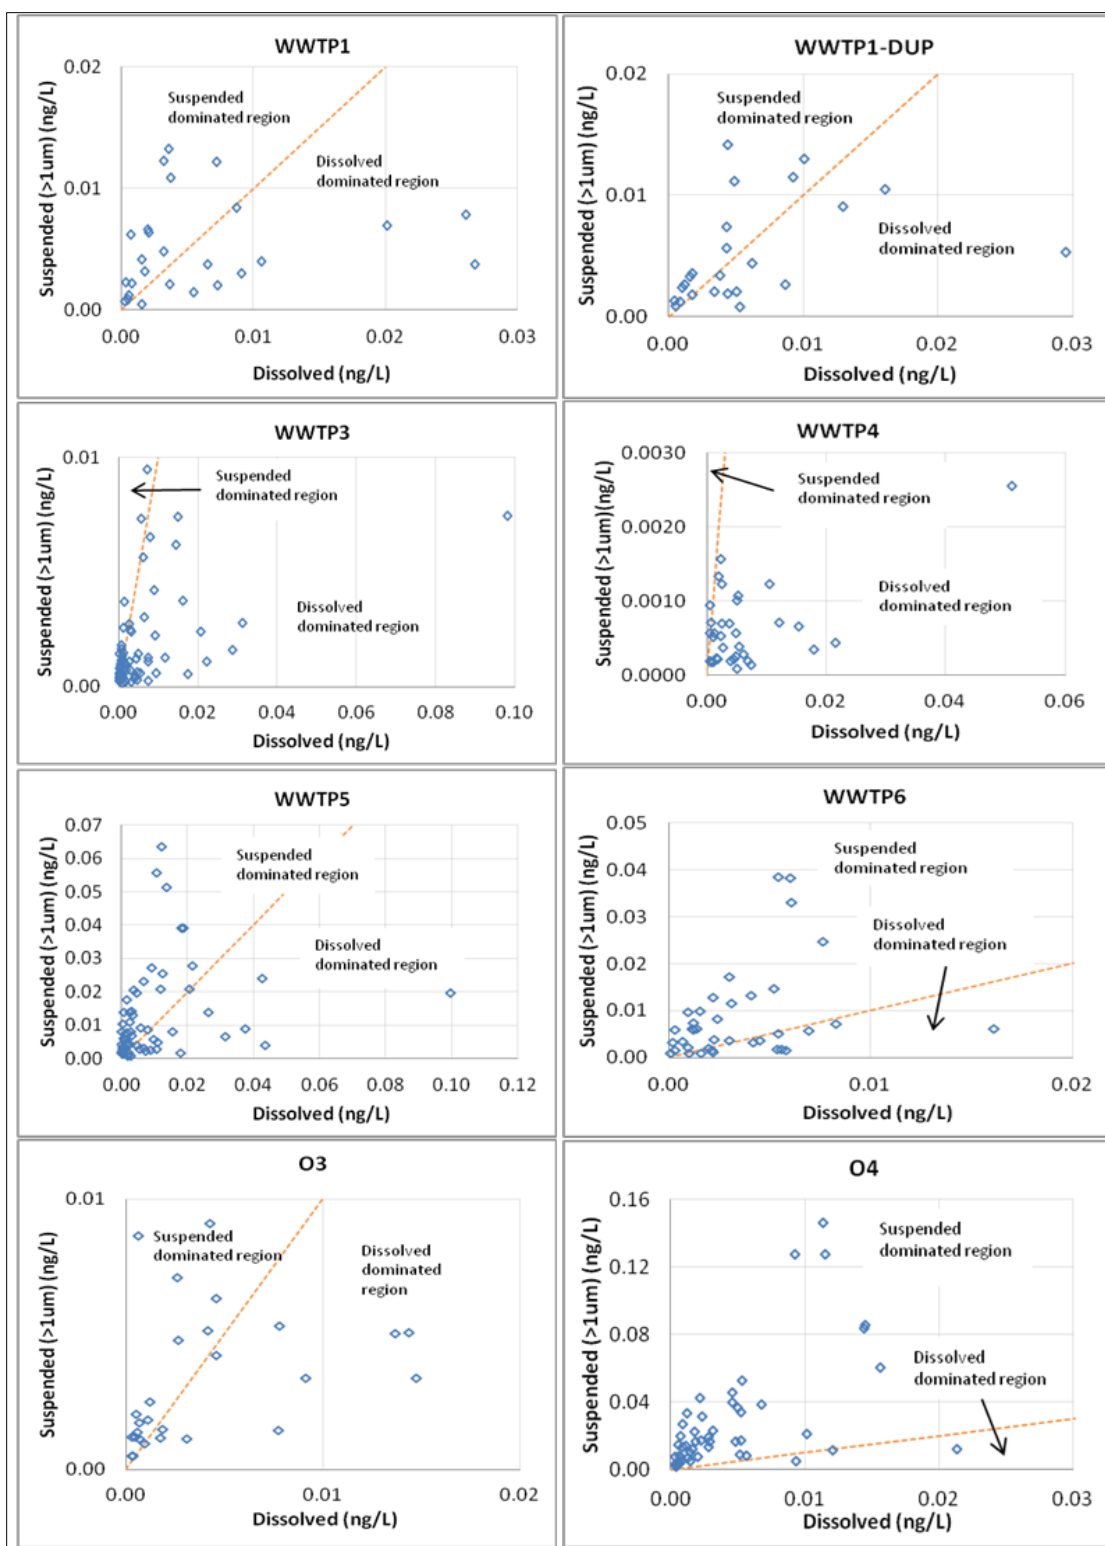 WWTP1
Suspended (>1um) (ng/L)
0.02
0.01
0.00
Suspended
dominated region
Dissolved
dominated region
0.00 0.01 0.02 0.03
Dissolved (ng/L)
WWTP1-DUP
Suspended (>1um) (ng/L)
0.02
0.01
0.00
Suspended
dominated region
Dissolved
dominated region
0.00 0.01 0.02 0.03
Dissolved (ng/L)
WWTP3
Suspended (>1um) (ng/L)
0.01
0.00
Suspended
dominated region
Dissolved
dominated region
0.00 0.02 0.04 0.06 0.08 0.10
Dissolved (ng/L)
WWTP4
Suspended (>1um)(ng/L)
0.0030
0.0020
0.0010
0.0000
Suspended
dominated region
Dissolved
dominated region
0.00 0.02 0.04 0.06
Dissolved (ng/L)
WWTP5
Suspended (>1um) (ng/L)
0.07
0.06
0.05
0.04
0.03
0.02
0.01
0.00
Suspended
dominated region
Dissolved
dominated region
0.00 0.02 0.04 0.06 0.08 0.10 0.12
Dissolved (ng/L)
WWTP6
Suspended (>1um) (ng/L)
0.05
0.04
0.03
0.02
0.01
0.00
Suspended
dominated region
Dissolved
dominated region
0.00 0.01 0.02
Dissolved (ng/L)
O3
Suspended (>1um) (ng/L)
0.01
0.00
Suspended
dominated region
Dissolved
dominated
region
0.00 0.01 0.02
Dissolved (ng/L)
O4
Suspended (>1um) (ng/L)
0.16
0.12
0.08
0.04
0.00
Suspended
dominated region
Dissolved
dominated region
0.00 0.01 0.02 0.03
Dissolved (ng/L)